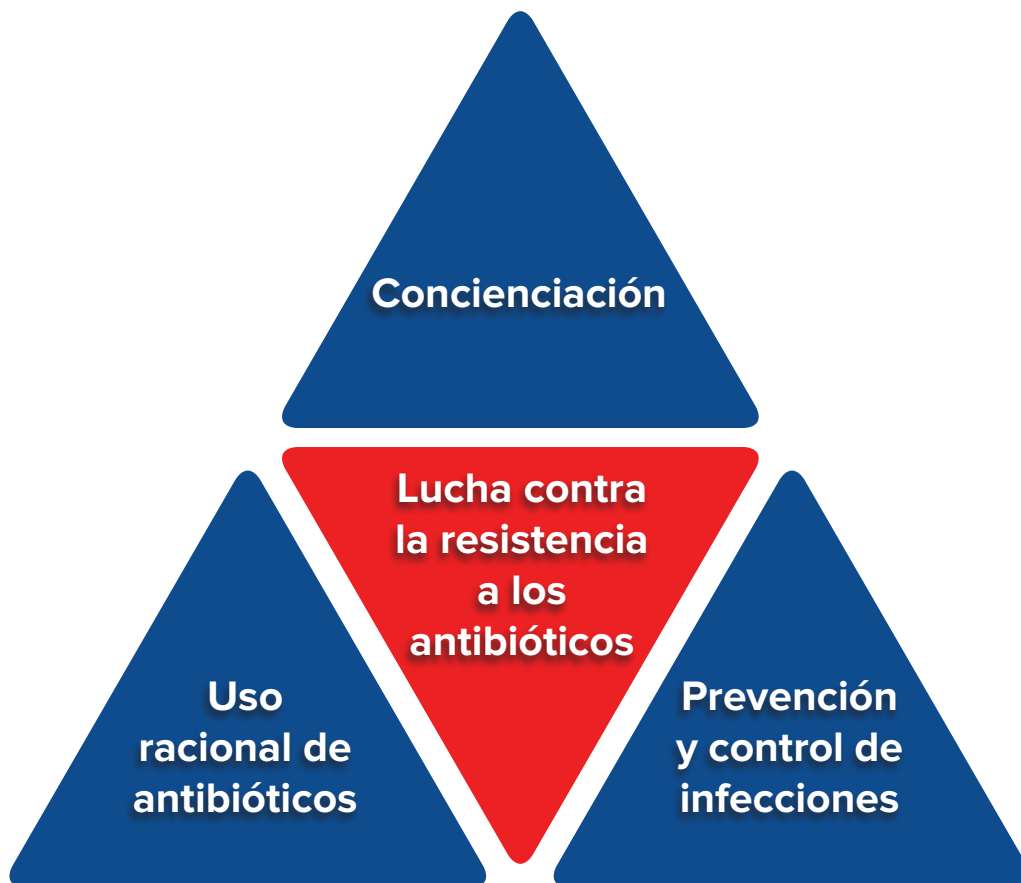 Concienciación
Lucha contra
la resistencia
a los
antibióticos
Uso
racional de
antibióticos
Prevención
y control de
infecciones